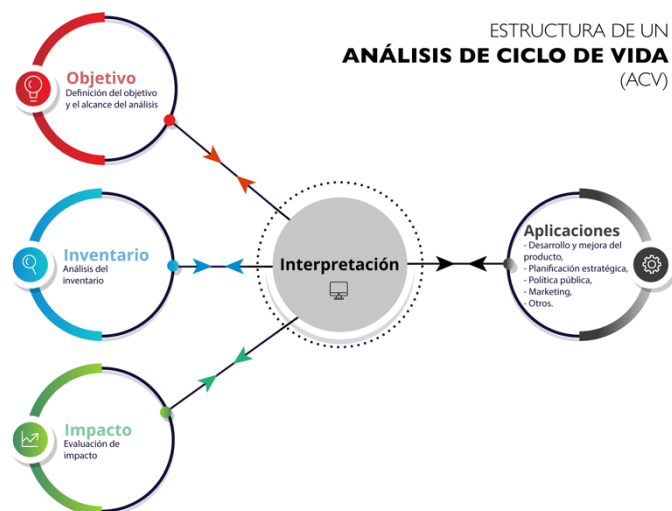 ESTRUCTURA DE UN
ANÁLISIS DE CICLO DE VIDA
(ACV)
Objetivo
Definición del objetivo
y el alcance del análisis
Inventario
Análisis del
inventario
Impacto
Evaluación de
impacto
Interpretación
Aplicaciones
- Desarrollo y mejora del
producto,
- Planificación estratégica,
- Política pública,
- Marketing,
- Otros.